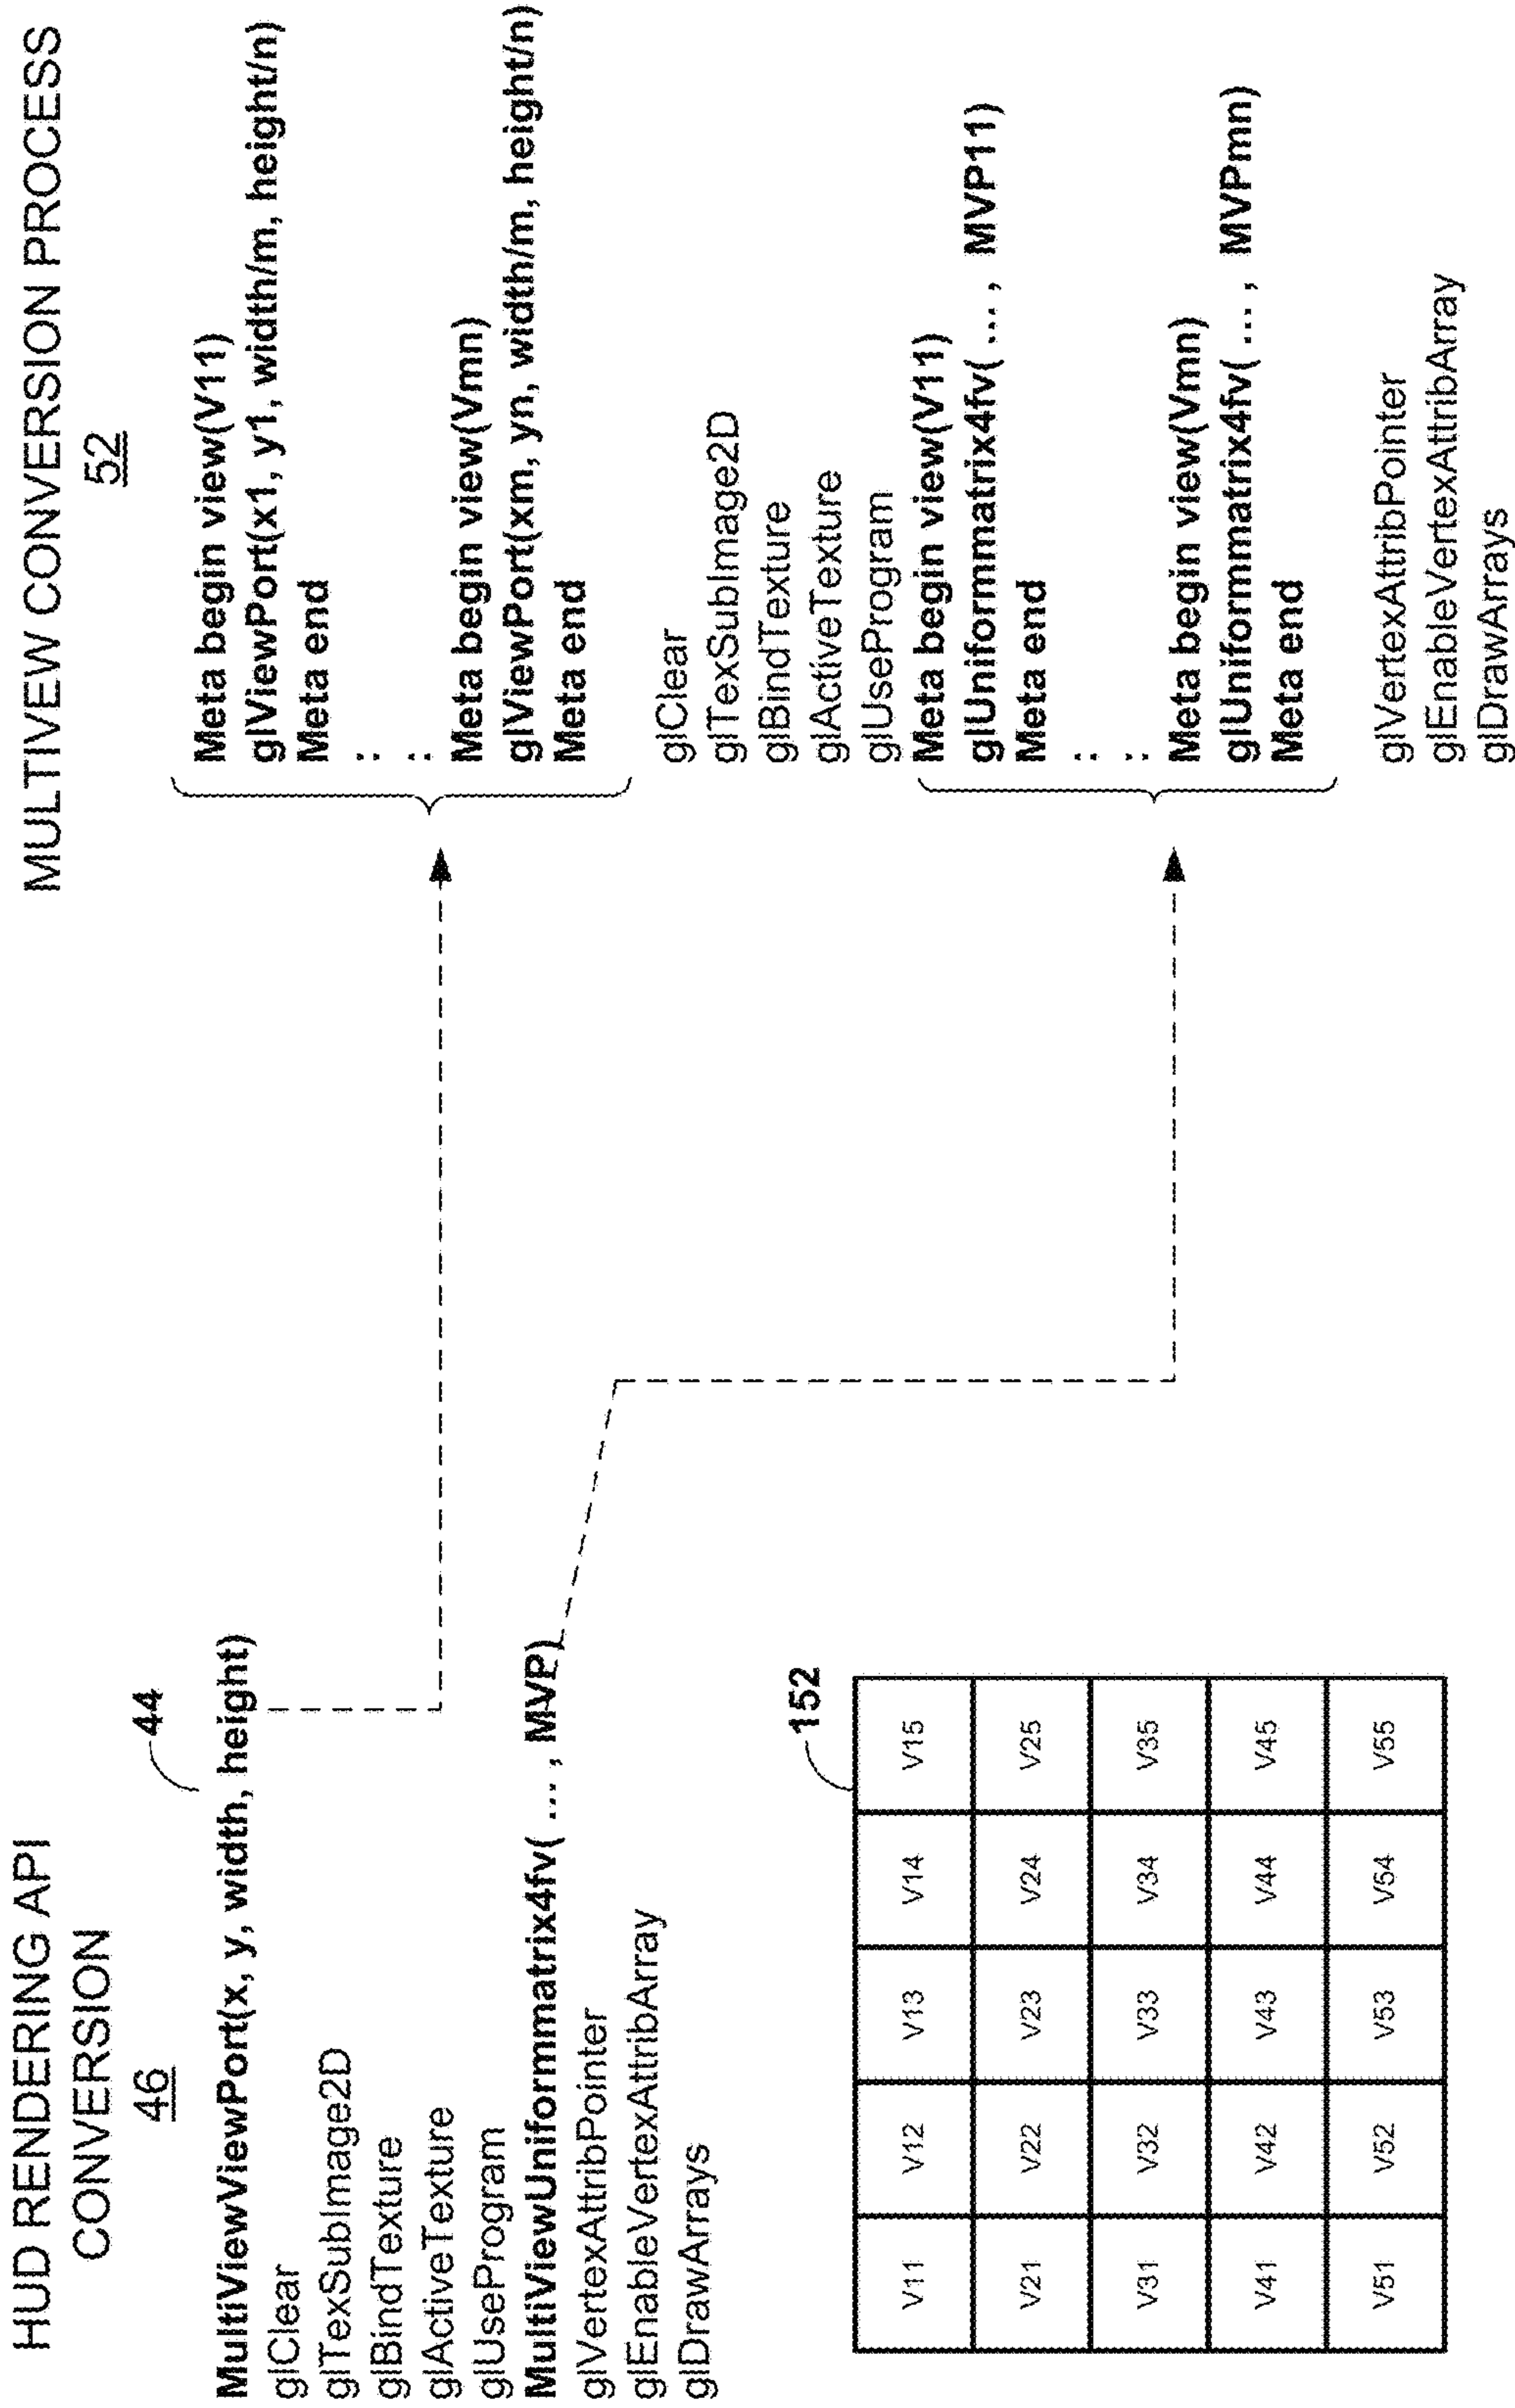 HUD RENDERING API
CONVERSION
46
44
MultiViewViewPort(x, y, width, height)
glClear
glTexSubImage2D
glBindTexture
glActiveTexture
glUseProgram
MultiViewUniformmatrix4fv( ... , MVP)
glVertexAttribPointer
glEnableVertexAttribArray
glDrawArrays
152
V11 V12 V13 V14 V15
V21 V22 V23 V24 V25
V31 V32 V33 V34 V35
V41 V42 V43 V44 V45
V51 V52 V53 V54 V55
MULTIVIEW CONVERSION PROCESS
52
Meta begin view(V11)
glViewPort(x1, y1, width/m, height/n)
Meta end
:
:
Meta begin view(Vmn)
glViewPort(xm, yn, width/m, height/n)
Meta end
glClear
glTexSubImage2D
glBindTexture
glActiveTexture
glUseProgram
Meta begin view(V11)
glUniformmatrix4fv( ... , MVP11)
Meta end
:
:
Meta begin view(Vmn)
glUniformmatrix4fv( ... , MVPmn)
Meta end
glVertexAttribPointer
glEnableVertexAttribArray
glDrawArrays